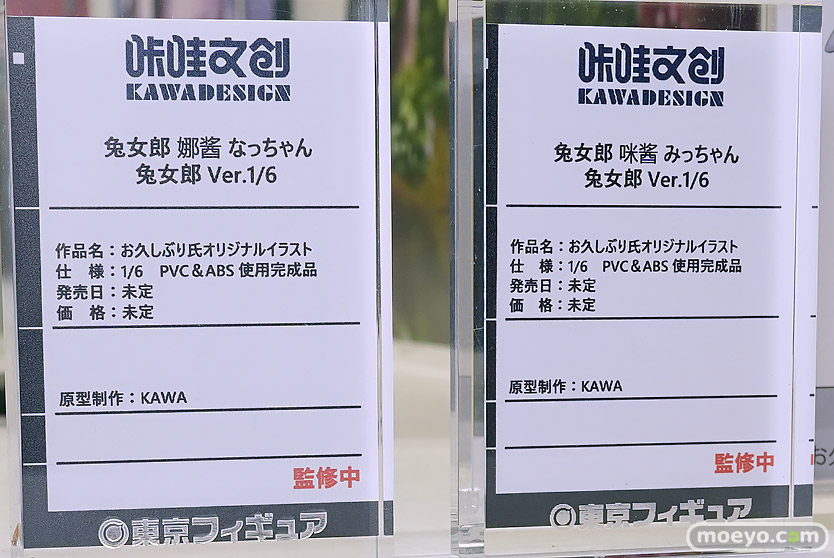 咔哇文创
KAWADESIGN
兔女郎 娜酱 なっちゃん
兔女郎 Ver.1/6
作品名：お久しぶり氏オリジナルイラスト
仕　様：1/6　PVC＆ABS 使用完成品
発売日：未定
価　格：未定
原型制作：KAWA
監修中
東京フィギュア
咔哇文创
KAWADESIGN
兔女郎 咪酱 みっちゃん
兔女郎 Ver.1/6
作品名：お久しぶり氏オリジナルイラスト
仕　様：1/6　PVC＆ABS 使用完成品
発売日：未定
価　格：未定
原型制作：KAWA
監修中
東京フィギュア
お久
moeyo.com